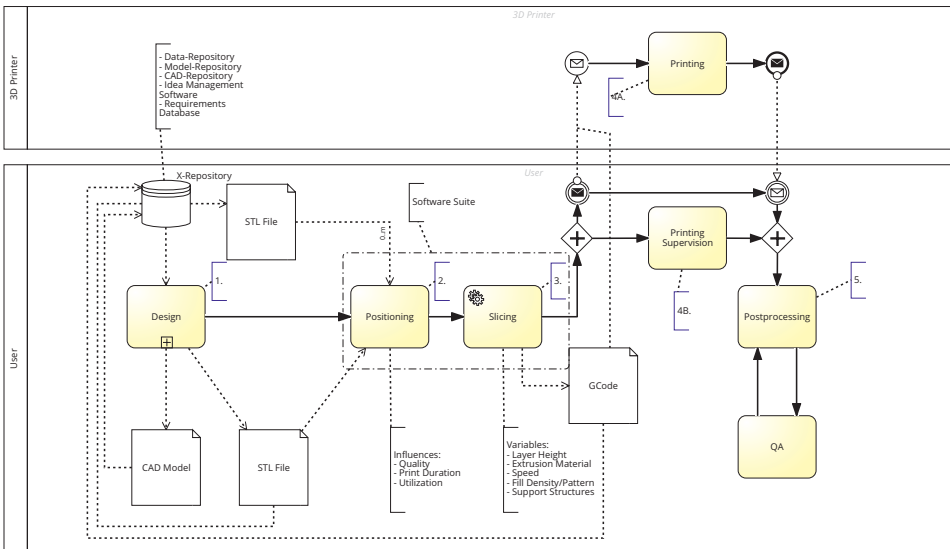 3D Printer
3D Printer
- Data-Repository
- Model-Repository
- CAD-Repository
- Idea Management
Software
- Requirements
Database
Printing
4A.
User
User
X-Repository
STL File
Software Suite
0..m
Printing
Supervision
1.
2.
3.
4B.
5.
Design
Positioning
Slicing
Postprocessing
GCode
CAD Model
STL File
Influences:
- Quality
- Print Duration
- Utilization
Variables:
- Layer Height
- Extrusion Material
- Speed
- Fill Density/Pattern
- Support Structures
QA